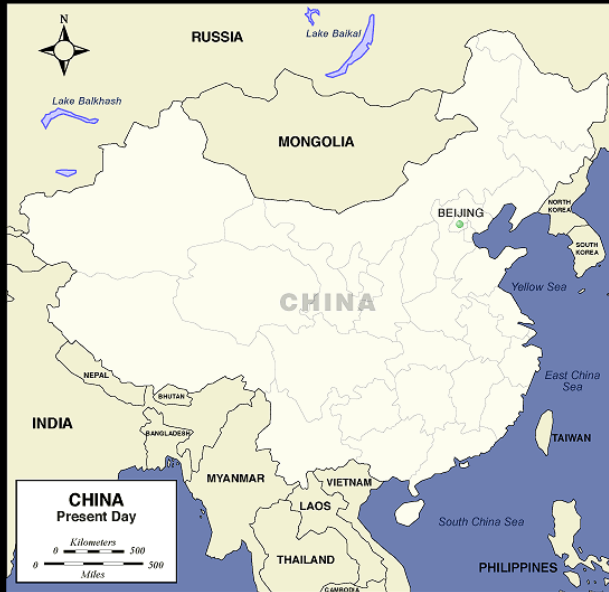 N
RUSSIA
Lake Baikal
Lake Balkhash
MONGOLIA
BEIJING
NORTH
KOREA
SOUTH
KOREA
CHINA
Yellow Sea
East China
Sea
NEPAL
BHUTAN
INDIA
BANGLADESH
TAIWAN
MYANMAR
VIETNAM
LAOS
South China Sea
THAILAND
PHILIPPINES
CAMBODIA
CHINA
Present Day
Kilometers
0 500
0 500
Miles